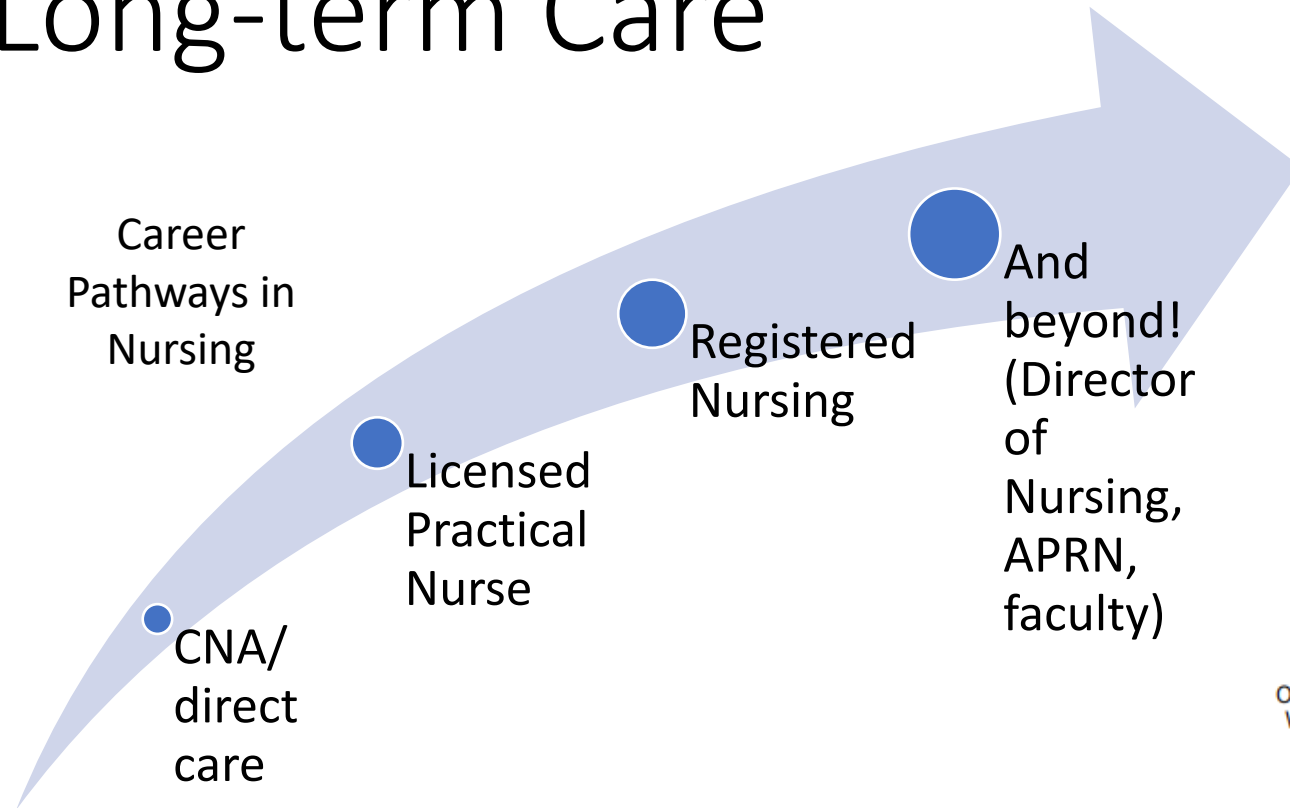 Long-term Care
Career
Pathways in
Nursing
CNA/
direct
care
Licensed
Practical
Nurse
Registered
Nursing
And
beyond!
(Director
of
Nursing,
APRN,
faculty)